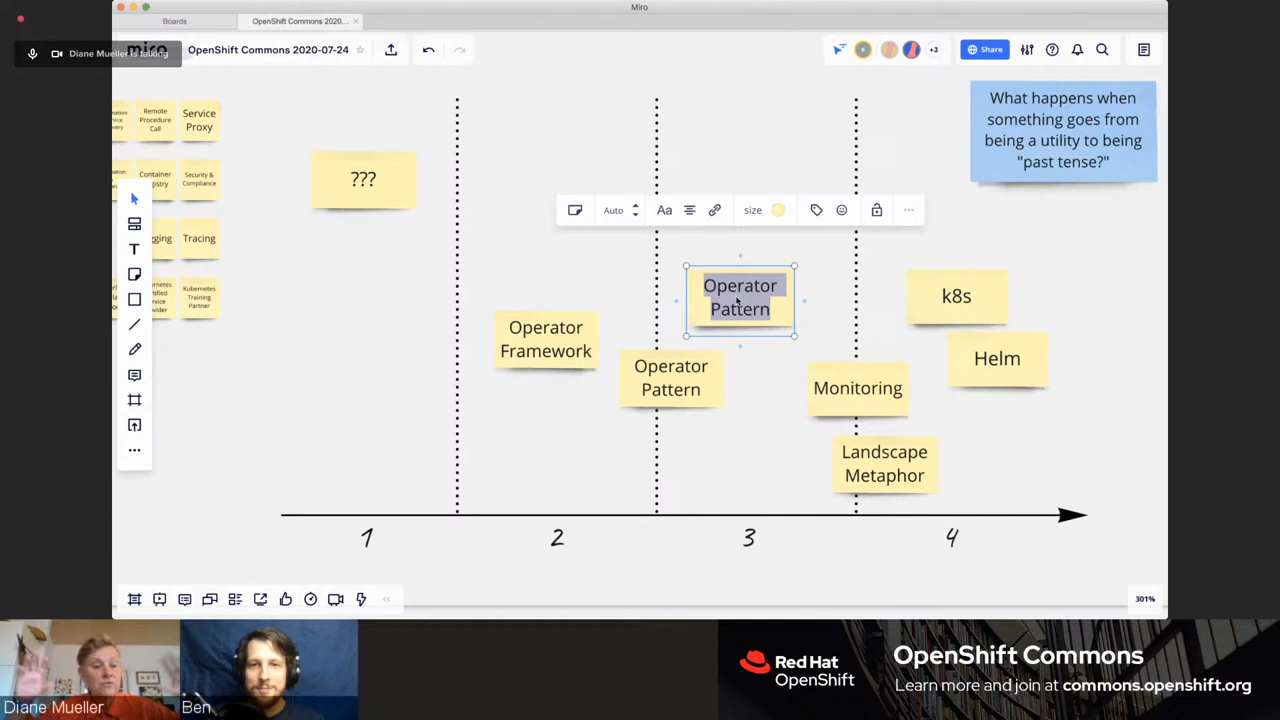 Miro
Boards
OpenShift Commons 2020-...
miro
Diane Mueller is talking
OpenShift Commons 2020-07-24
+3
Share
Remote
Procedure
Call
Service
Proxy
Container
Security &
Compliance
Tracing
Kubernetes
Training
Partner
What happens when
something goes from
being a utility to being
"past tense?"
???
Auto
Aa
size
Operator
Pattern
k8s
Operator
Framework
Helm
Operator
Pattern
Monitoring
Landscape
Metaphor
T
1
2
3
4
301%
Diane Mueller
Ben
Red Hat
OpenShift
OpenShift Commons
Learn more and join at commons.openshift.org